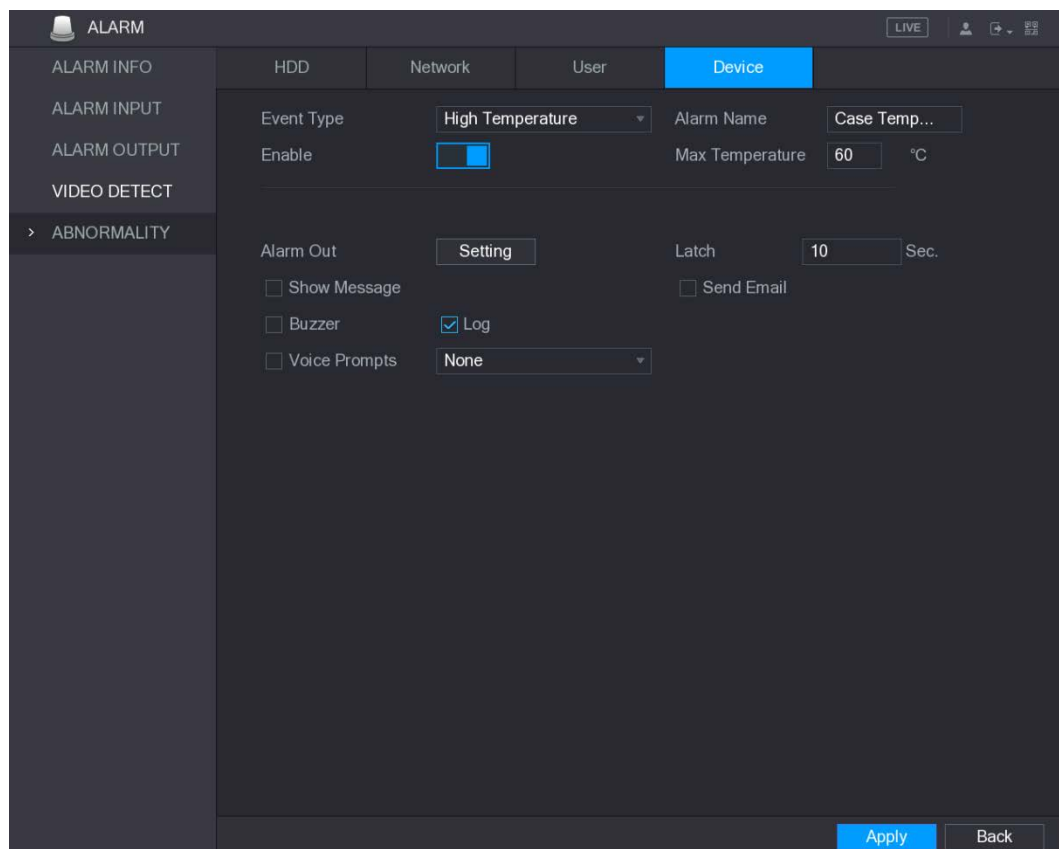 ALARM LIVE
ALARM INFO
ALARM INPUT
ALARM OUTPUT
VIDEO DETECT
> ABNORMALITY
HDD Network User Device
Event Type High Temperature Alarm Name Case Temp...
Enable Max Temperature 60 °C
Alarm Out Setting Latch 10 Sec.
Show Message Send Email
Buzzer Log
Voice Prompts None
Apply Back